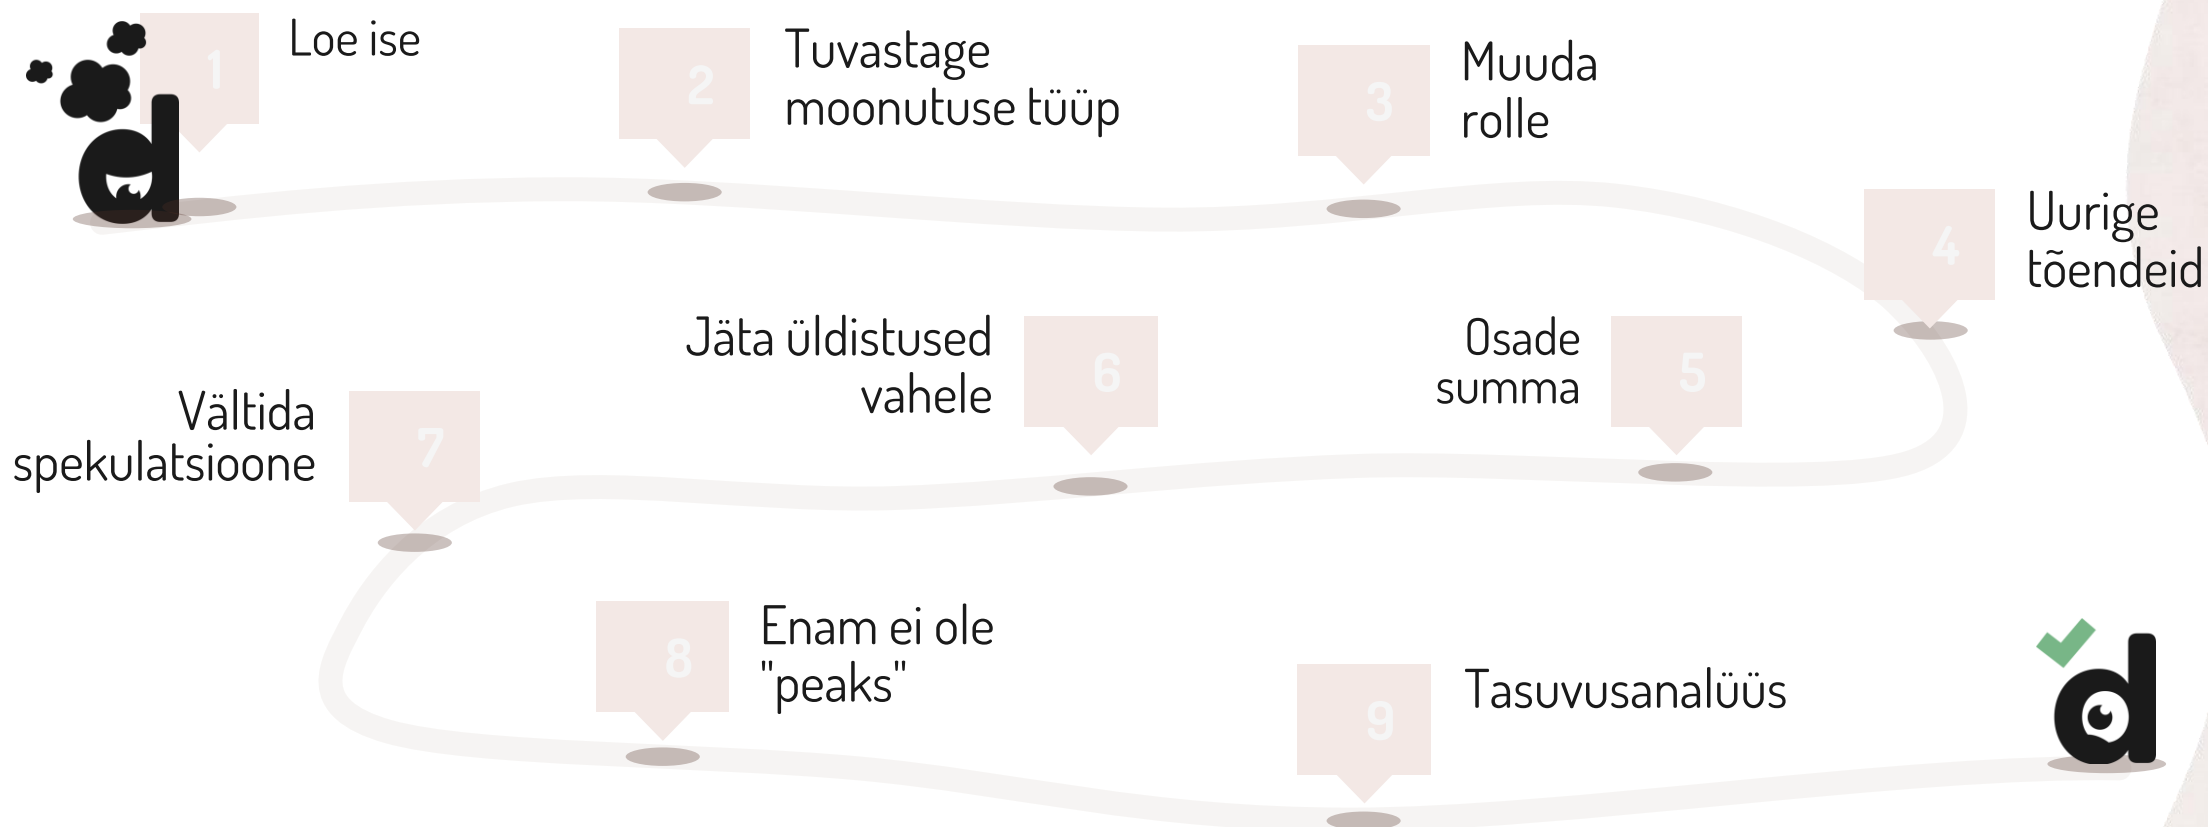 1
Loe ise
2
Tuvastage
moonutuse tüüp
3
Muuda
rolle
4
Uurige
tõendeid
5
Osade
summa
6
Jäta üldistused
vahele
7
Vältida
spekulatsioone
8
Enam ei ole
"peaks"
9
Tasuvusanalüüs